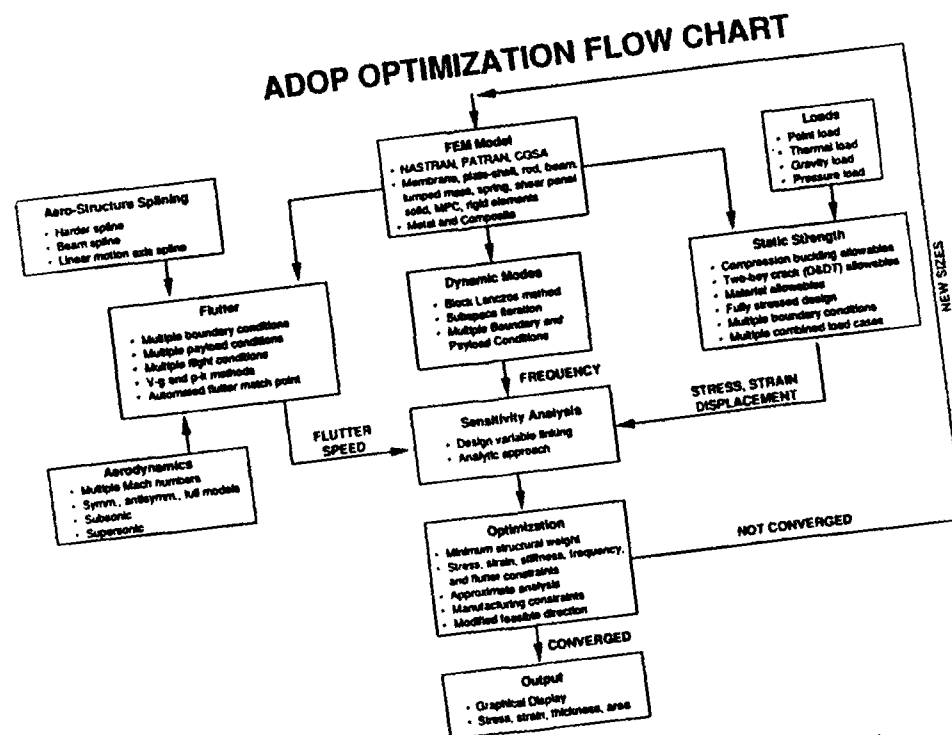 ADOP OPTIMIZATION FLOW CHART
FEM Model
• NASTRAN, PATRAN, CGSA
• Membrane, plate-shell, rod, beam,
lumped mass, spring, shear panel
solid, MPC, rigid elements
• Metal and Composite
Loads
• Point load
• Thermal load
• Gravity load
• Pressure load
Aero-Structure Splining
• Harder spline
• Beam spline
• Linear motion axis spline
Static Strength
• Compression buckling allowables
• Two-bay crack (D&DT) allowables
• Material allowables
• Fully stressed design
• Multiple boundary conditions
• Multiple combined load cases
NEW SIZES
Dynamic Modes
• Block Lanczos method
• Subspace iteration
• Multiple Boundary and
Payload Conditions
Flutter
• Multiple boundary conditions
• Multiple payload conditions
• Multiple flight conditions
• V-g and p-k methods
• Automated flutter match point
FREQUENCY
STRESS, STRAIN
DISPLACEMENT
Sensitivity Analysis
• Design variable linking
• Analytic approach
FLUTTER
SPEED
Aerodynamics
• Multiple Mach numbers
• Symm., antisymm., full models
• Subsonic
• Supersonic
Optimization
• Minimum structural weight
• Stress, strain, stiffness, frequency,
and flutter constraints
• Approximate analysis
• Manufacturing constraints
• Modified feasible direction
NOT CONVERGED
CONVERGED
Output
• Graphical Display
• Stress, strain, thickness, area